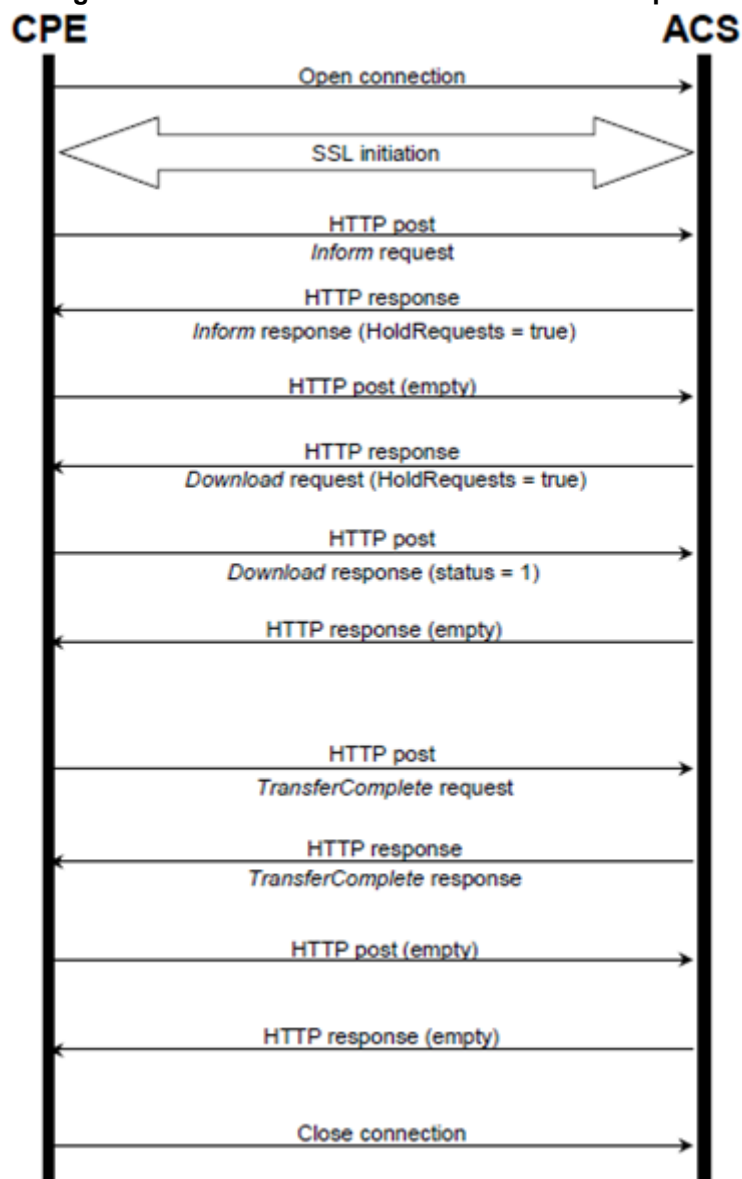 CPE
ACS
Open connection
SSL initiation
HTTP post
Inform request
HTTP response
Inform response (HoldRequests = true)
HTTP post (empty)
HTTP response
Download request (HoldRequests = true)
HTTP post
Download response (status = 1)
HTTP response (empty)
HTTP post
TransferComplete request
HTTP response
TransferComplete response
HTTP post (empty)
HTTP response (empty)
Close connection